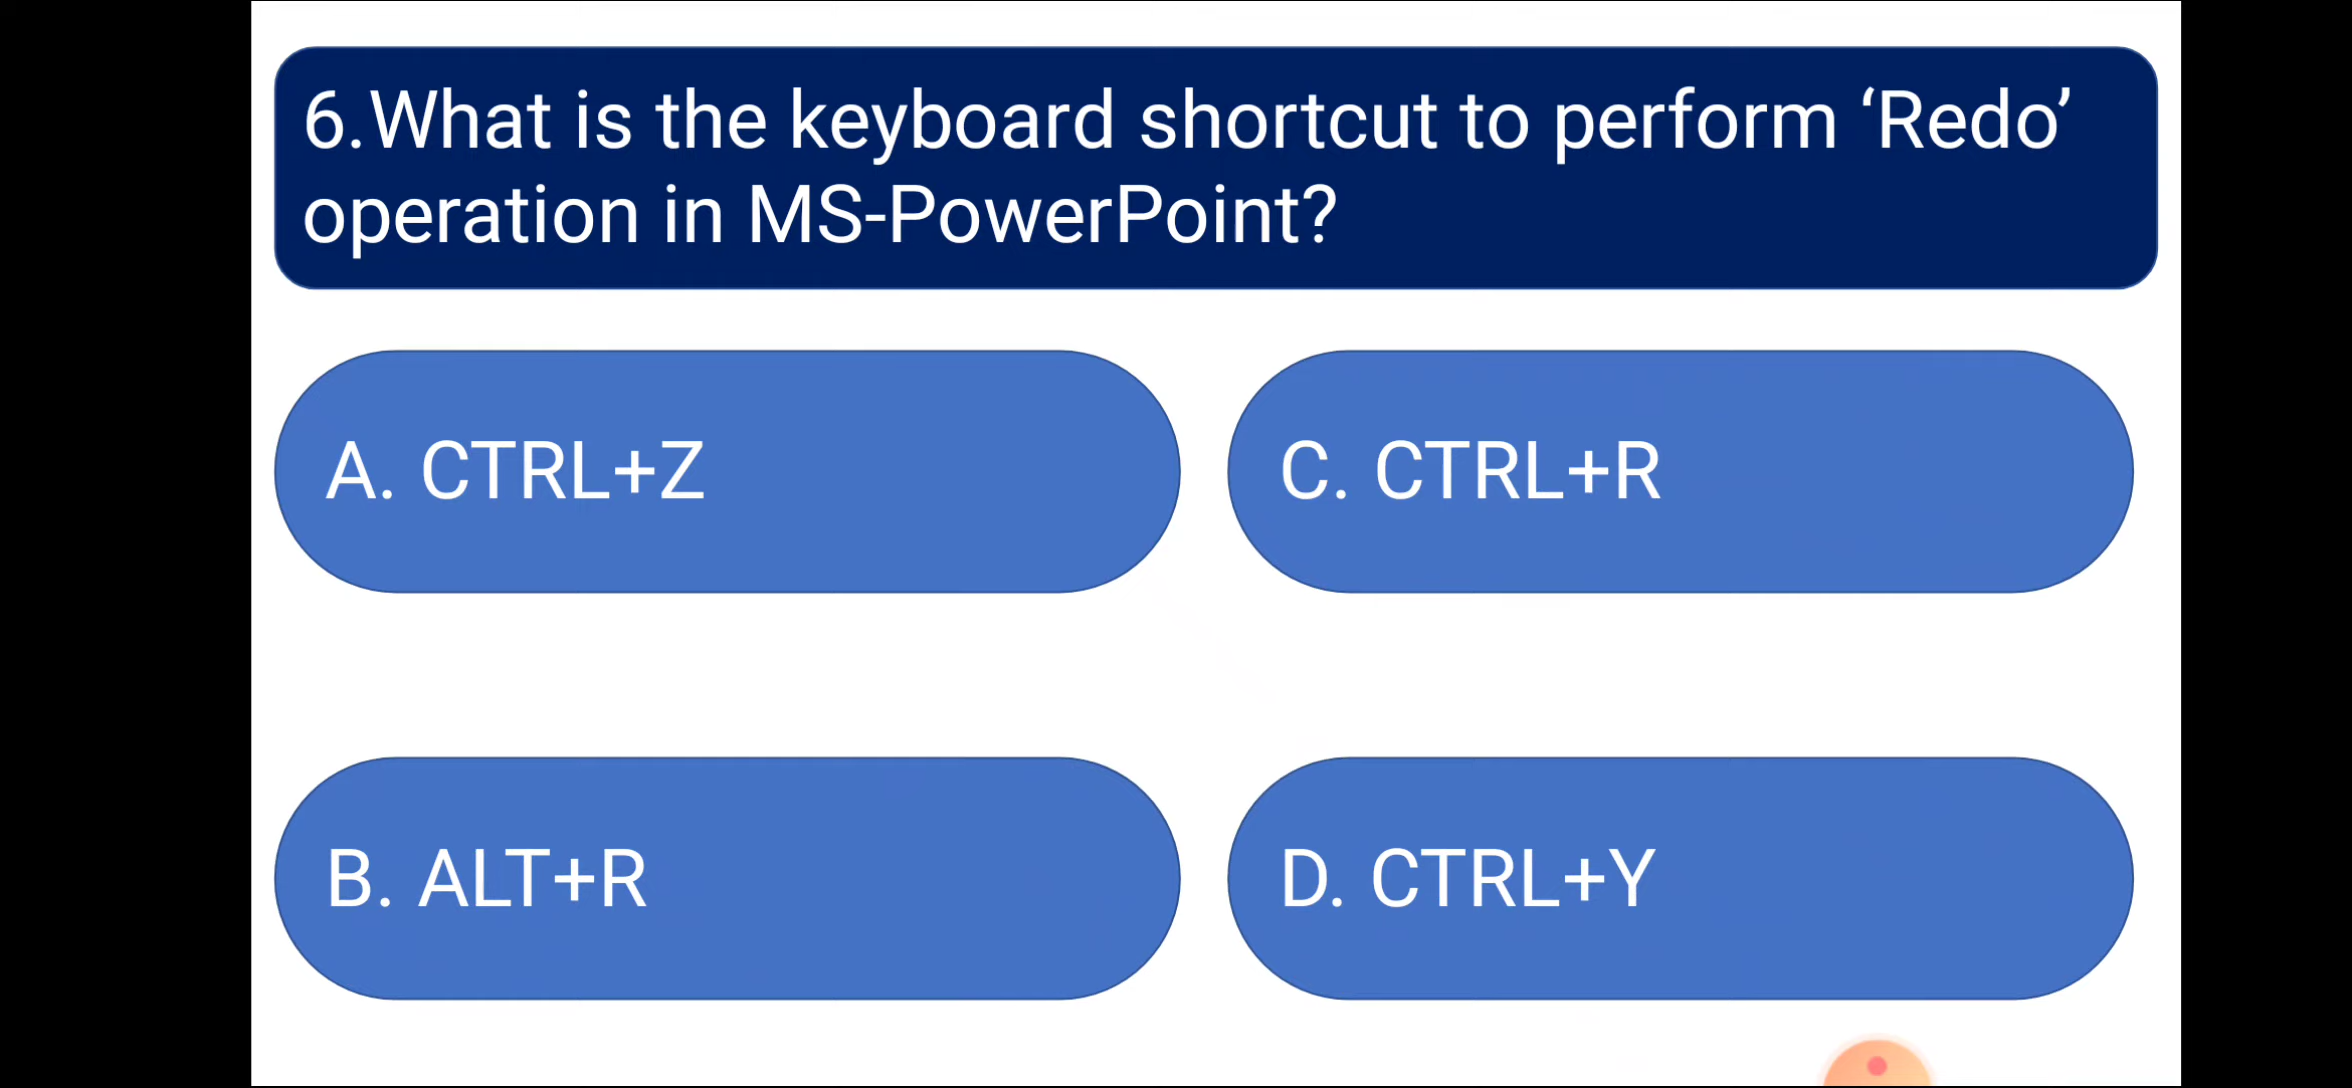 6.What is the keyboard shortcut to perform ‘Redo’
operation in MS-PowerPoint?
A. CTRL+Z
C. CTRL+R
B. ALT+R
D. CTRL+Y